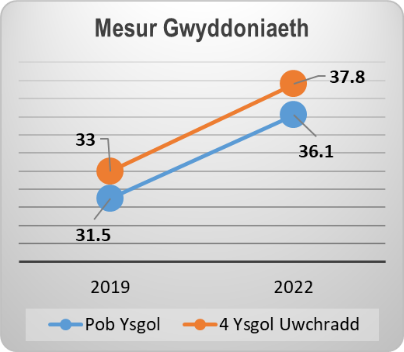 Mesur Gwyddoniaeth
37.8
33
36.1
31.5
2019 2022
Pob Ysgol 4 Ysgol Uwchradd